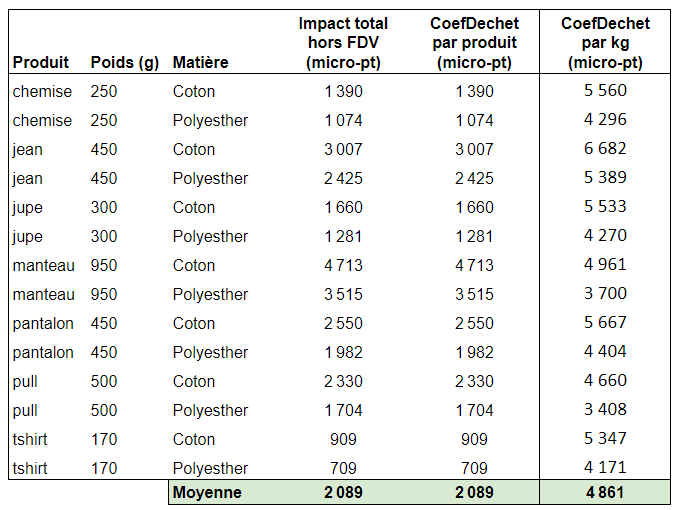 Impact total CoefDechet CoefDechet
hors FDV par produit par kg
Produit Poids (g) Matière (micro-pt) (micro-pt) (micro-pt)
chemise 250 Coton 1 390 1 390 5 560
chemise 250 Polyesther 1 074 1 074 4 296
jean 450 Coton 3 007 3 007 6 682
jean 450 Polyesther 2 425 2 425 5 389
jupe 300 Coton 1 660 1 660 5 533
jupe 300 Polyesther 1 281 1 281 4 270
manteau 950 Coton 4 713 4 713 4 961
manteau 950 Polyesther 3 515 3 515 3 700
pantalon 450 Coton 2 550 2 550 5 667
pantalon 450 Polyesther 1 982 1 982 4 404
pull 500 Coton 2 330 2 330 4 660
pull 500 Polyesther 1 704 1 704 3 408
tshirt 170 Coton 909 909 5 347
tshirt 170 Polyesther 709 709 4 171
Moyenne 2 089 2 089 4 861